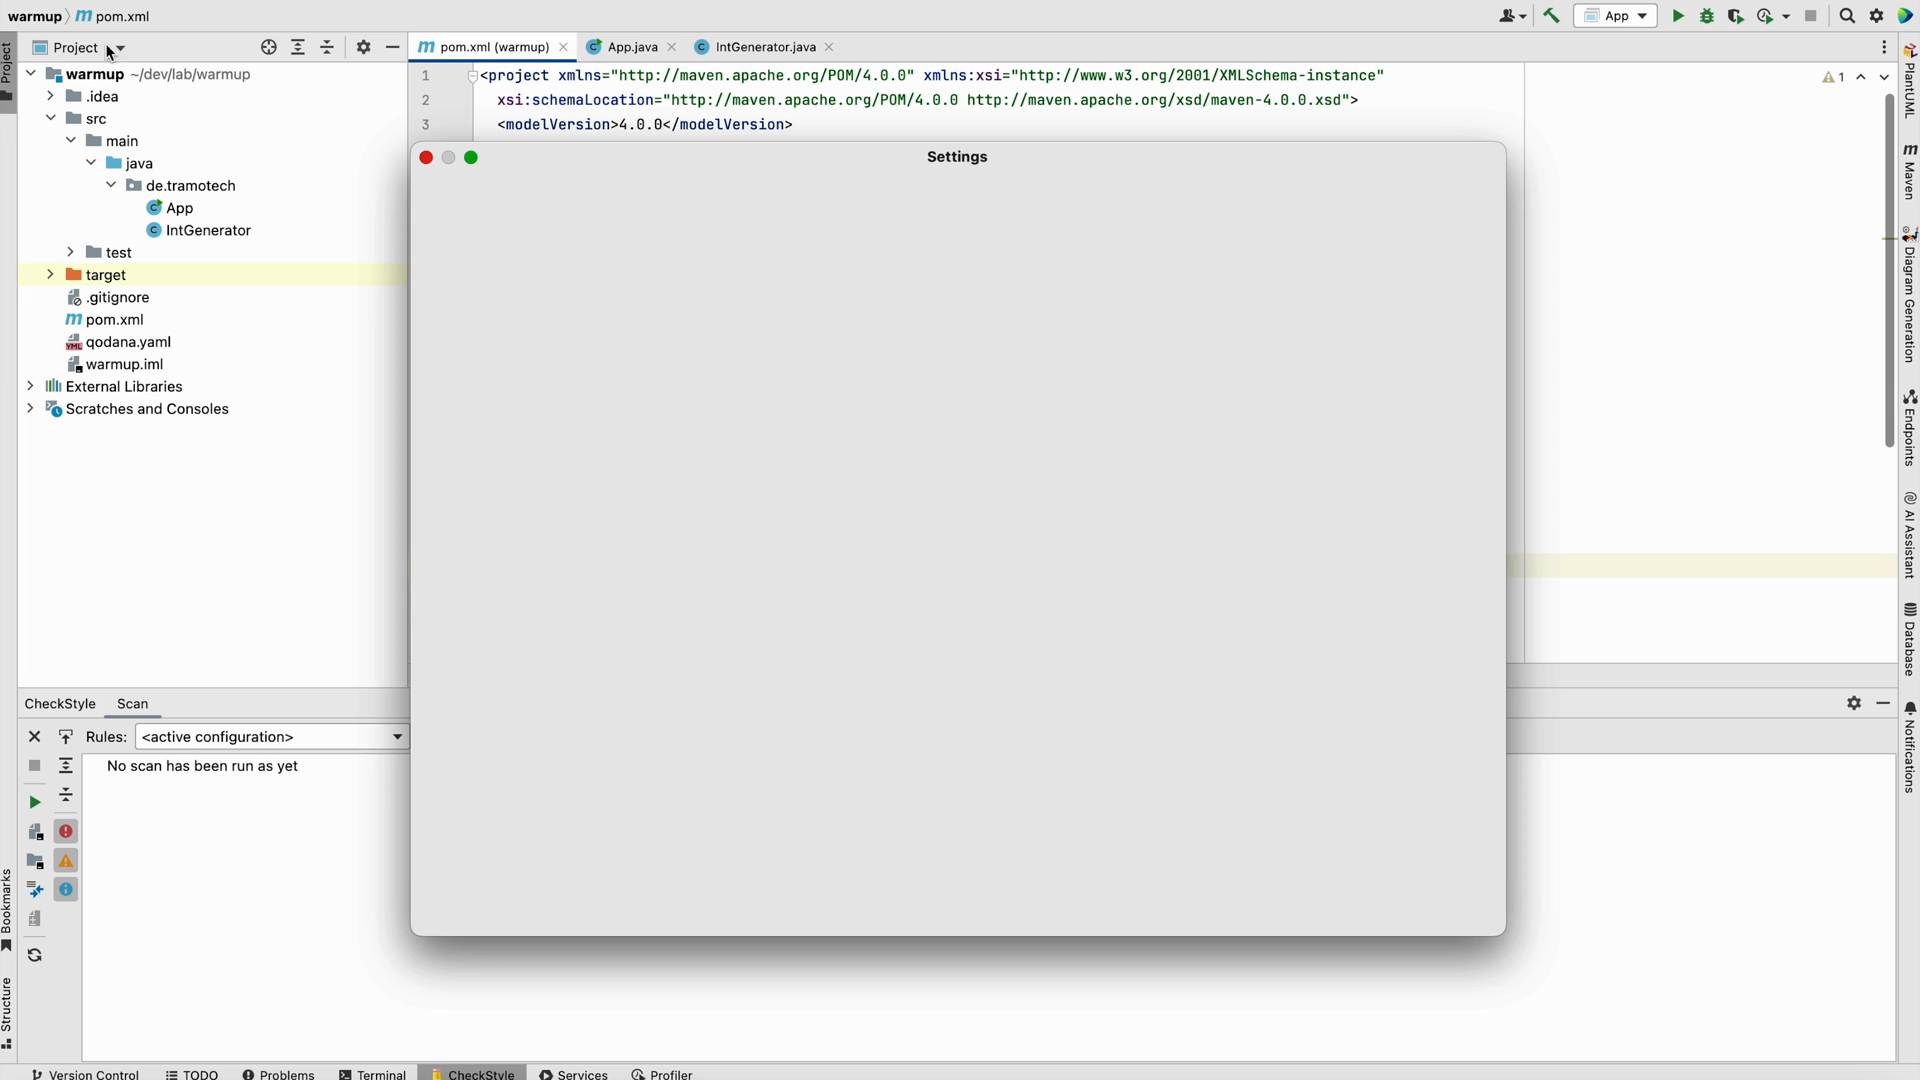 warmup pom.xml
App
Project
pom.xml (warmup) App.java IntGenerator.java
warmup ~/dev/lab/warmup
.idea
src
main
java
de.tramotech
App
IntGenerator
test
target
.gitignore
pom.xml
qodana.yaml
warmup.iml
External Libraries
Scratches and Consoles
1 <project xmlns="http://maven.apache.org/POM/4.0.0" xmlns:xsi="http://www.w3.org/2001/XMLSchema-instance"
2 xsi:schemaLocation="http://maven.apache.org/POM/4.0.0 http://maven.apache.org/xsd/maven-4.0.0.xsd">
3 <modelVersion>4.0.0</modelVersion>
1
Settings
CheckStyle Scan
Rules: <active configuration>
No scan has been run as yet
Project
Bookmarks
Structure
PlantUML
Maven
Diagram Generation
Endpoints
AI Assistant
Database
Notifications
Version Control TODO Problems Terminal CheckStyle Services Profiler